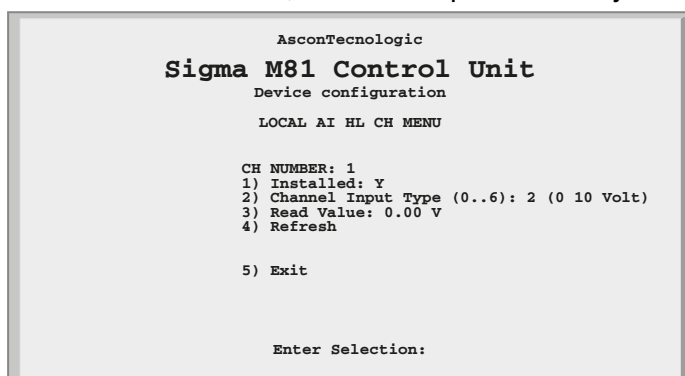 AsconTecnologic
Sigma M81 Control Unit
Device configuration
LOCAL AI HL CH MENU
CH NUMBER: 1
1) Installed: Y
2) Channel Input Type (0..6): 2 (0 10 Volt)
3) Read Value: 0.00 V
4) Refresh
5) Exit
Enter Selection: